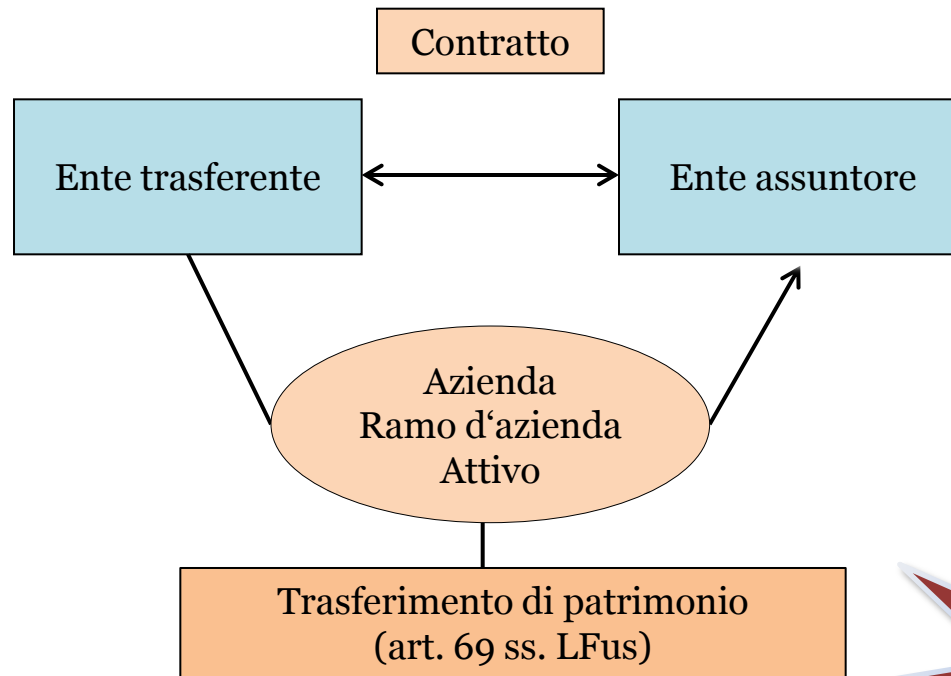 Contratto
Ente trasferente
Ente assuntore
Azienda
Ramo d‘azienda
Attivo
Trasferimento di patrimonio
(art. 69 ss. LFus)